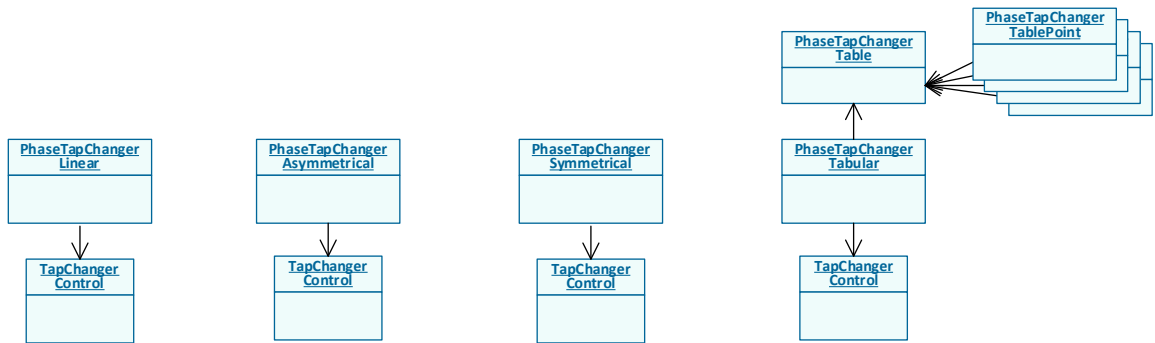 PhaseTapChanger
TablePoint
PhaseTapChanger
Table
PhaseTapChanger
Linear
PhaseTapChanger
Asymmetrical
PhaseTapChanger
Symmetrical
PhaseTapChanger
Tabular
TapChanger
Control
TapChanger
Control
TapChanger
Control
TapChanger
Control